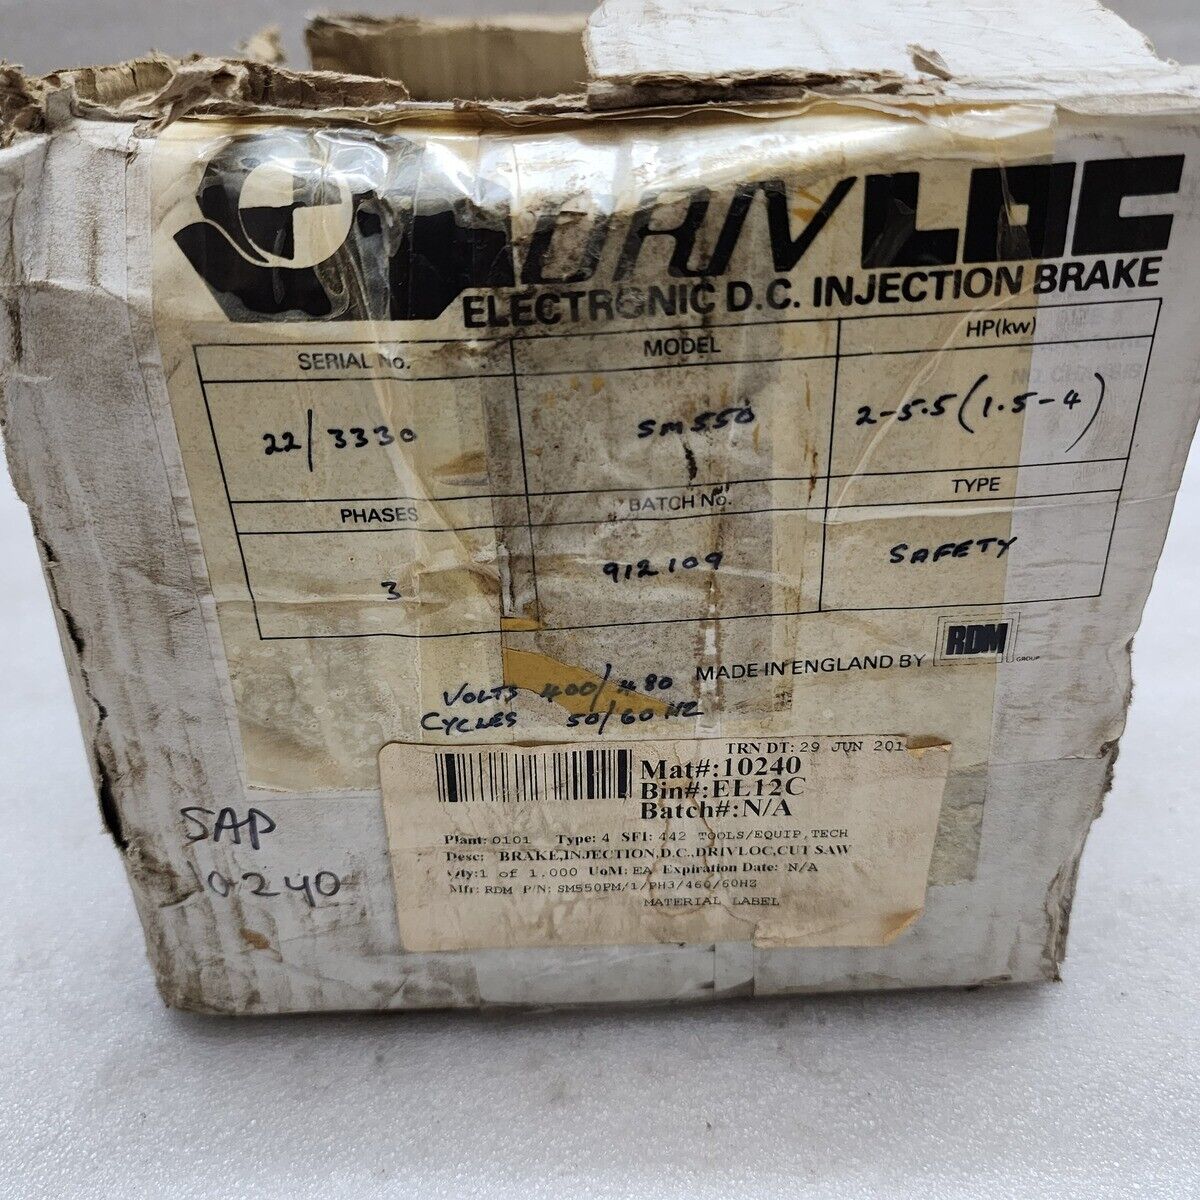 DRIVLOC
ELECTRONIC D.C. INJECTION BRAKE
SERIAL No. MODEL HP(kw)
22/3330 SM550 2-5.5 (1.5-4)
PHASES BATCH No. TYPE
3 912109 SAFETY
MADE IN ENGLAND BY RDM GROUP
VOLTS 400/480
CYCLES 50/60 HZ
TRN DT: 29 JUN 201
Mat#:10240
Bin#:EL12C
Batch#:N/A
Plant: 0101 Type: 4 SFI: 442 TOOLS/EQUIP, TECH
Desc: BRAKE,INJECTION,D.C.,DRIVLOC,CUT SAW
Qty:1 of 1.000 UoM: EA Expiration Date: N/A
Mfr: RDM P/N: SM550PM/1/PH3/460/60HZ
MATERIAL LABEL
SAP
10240